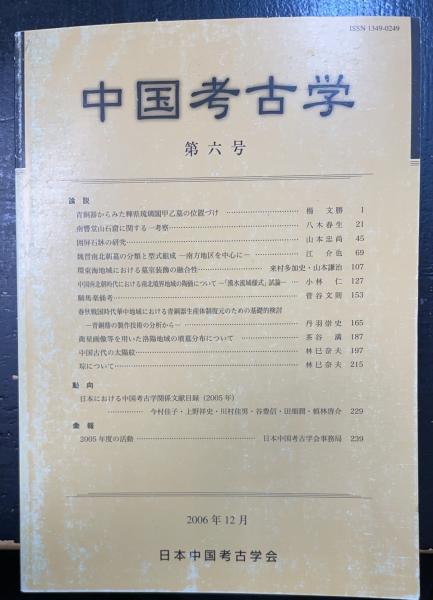 ISSN 1349-0249
中国考古学
第六号
論説
青銅器からみた輝県琉璃閣甲乙墓の位置づけ …… 楊 文勝 1
南響堂山石窟に関する一考察 …… 八木春生 21
囲屏石牀の研究 …… 山本忠尚 45
魏晋南北朝墓の分類と型式組成 ―南方地区を中心に― …… 江 介也 69
環東海地域における墓室装飾の融合性 …… 来村多加史・山本謙治 107
中国南北朝時代における南北境界地域の陶俑について ―「漢水流域様式」試論― …… 小林 仁 127
騎馬楽俑考 …… 菅谷文則 153
春秋戦国時代華中地域における青銅器生産体制復元のための基礎的検討
―青銅鼎の製作技術の分析から― …… 丹羽崇史 165
衛星画像等を用いた洛陽地域の墳墓分布について …… 茶谷 満 187
中国古代の太陽紋 …… 林巳奈夫 197
琮について …… 林巳奈夫 215
動向
日本における中国考古学関係文献目録（2005年）
…… 今村佳子・上野祥史・川村佳男・谷豊信・田畑潤・槙林啓介 229
彙報
2005年度の活動 …… 日本中国考古学会事務局 239
2006年12月
日本中国考古学会